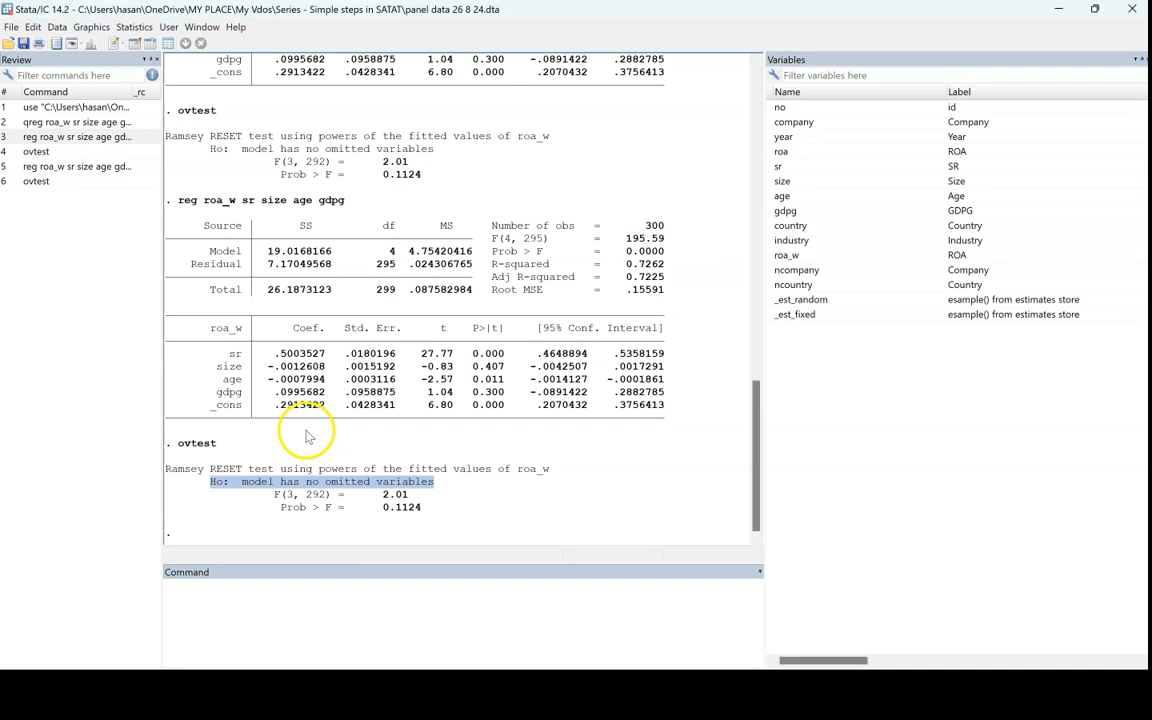 Stata/IC 14.2 - C:\Users\hasan\OneDrive\MY PLACE\My Vdos\Series - Simple steps in SATAT\panel data 26 8 24.dta
File Edit Data Graphics Statistics User Window Help
Review
Filter commands here
# Command _rc
1 use "C:\Users\hasan\On...
2 qreg roa_w sr size age g...
3 reg roa_w sr size age gd...
4 ovtest
5 reg roa_w sr size age gd...
6 ovtest
gdpg .0995682 .0958875 1.04 0.300 -.0891422 .2882785
_cons .2913422 .0428341 6.80 0.000 .2070432 .3756413
. ovtest
Ramsey RESET test using powers of the fitted values of roa_w
Ho: model has no omitted variables
F(3, 292) = 2.01
Prob > F = 0.1124
. reg roa_w sr size age gdpg
Source SS df MS Number of obs = 300
F(4, 295) = 195.59
Model 19.0168166 4 4.75420416 Prob > F = 0.0000
Residual 7.17049568 295 .024306765 R-squared = 0.7262
Adj R-squared = 0.7225
Total 26.1873123 299 .087582984 Root MSE = .15591
roa_w Coef. Std. Err. t P>|t| [95% Conf. Interval]
sr .5003527 .0180196 27.77 0.000 .4648894 .5358159
size -.0012608 .0015192 -0.83 0.407 -.0042507 .0017291
age -.0007994 .0003116 -2.57 0.011 -.0014127 -.0001861
gdpg .0995682 .0958875 1.04 0.300 -.0891422 .2882785
_cons .2913422 .0428341 6.80 0.000 .2070432 .3756413
. ovtest
Ramsey RESET test using powers of the fitted values of roa_w
Ho: model has no omitted variables
F(3, 292) = 2.01
Prob > F = 0.1124
.
Command
Variables
Filter variables here
Name Label
no id
company Company
year Year
roa ROA
sr SR
size Size
age Age
gdpg GDPG
country Country
industry Industry
roa_w ROA
ncompany Company
ncountry Country
_est_random esample() from estimates store
_est_fixed esample() from estimates store